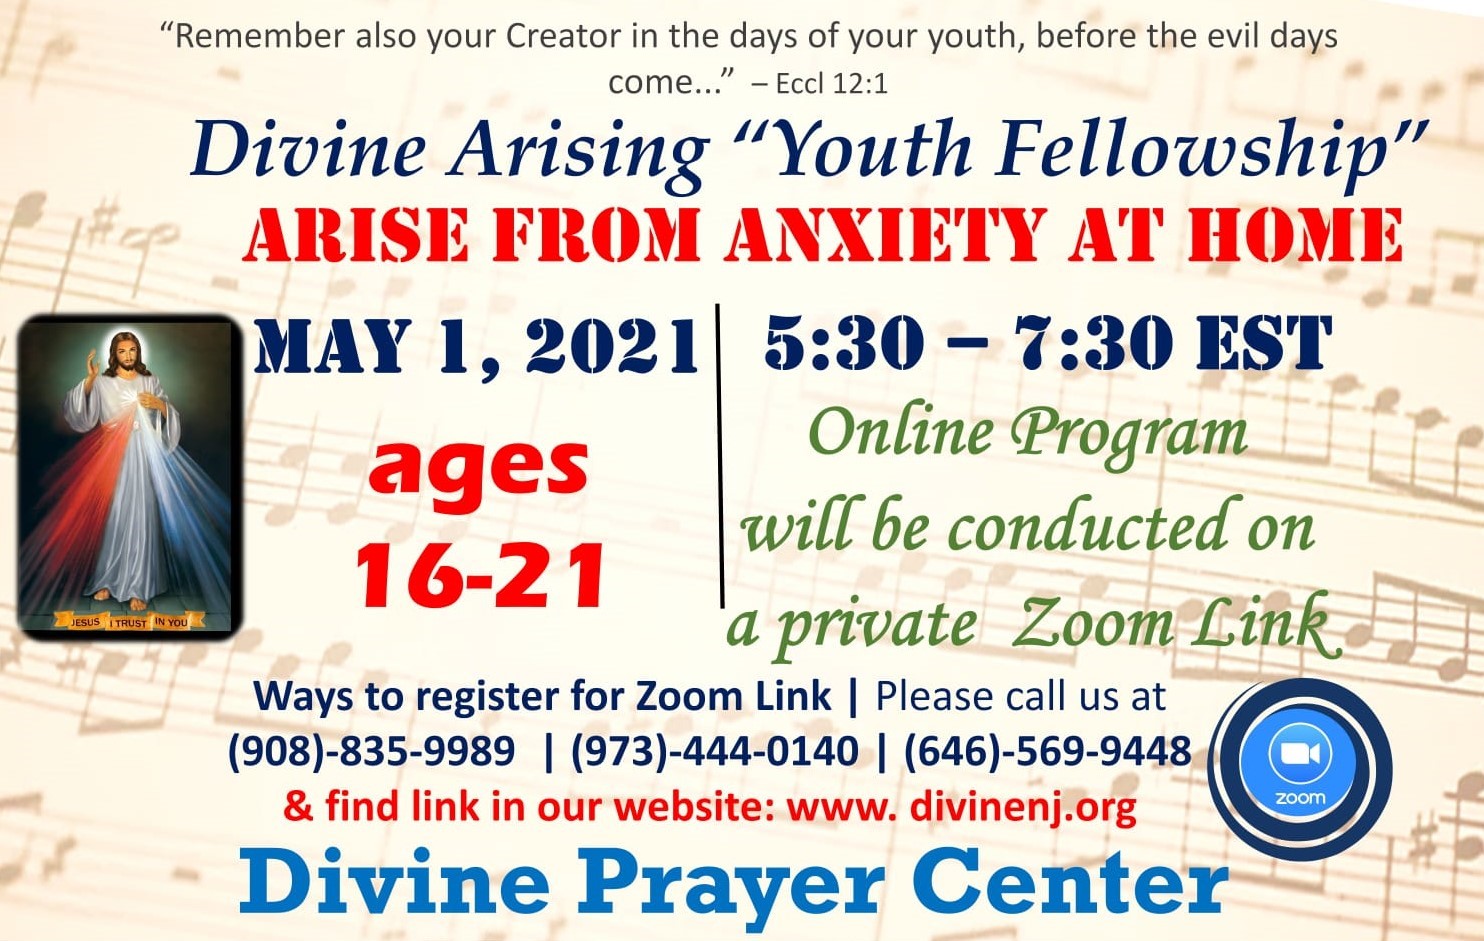 “Remember also your Creator in the days of your youth, before the evil days
come...” – Eccl 12:1
Divine Arising “Youth Fellowship”
ARISE FROM ANXIETY AT HOME
MAY 1, 2021
5:30 – 7:30 EST
ages
16-21
Online Program
will be conducted on
a private Zoom Link
JESUS I TRUST IN YOU
Ways to register for Zoom Link | Please call us at
(908)-835-9989 | (973)-444-0140 | (646)-569-9448
& find link in our website: www. divinenj.org
zoom
Divine Prayer Center